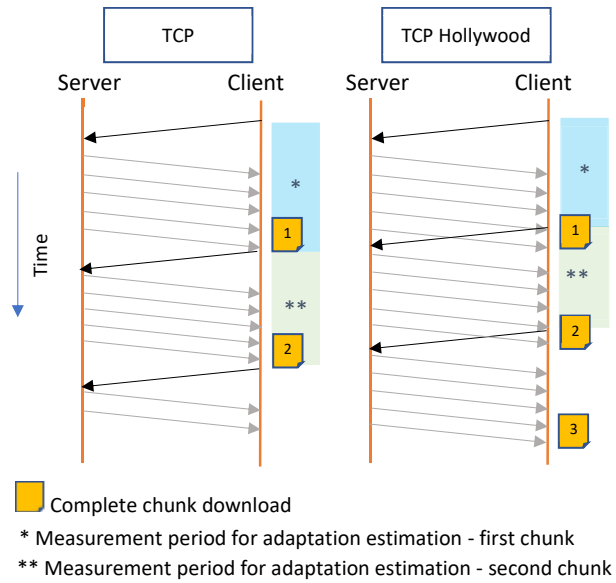 TCP
TCP Hollywood
Server Client Server Client
*
*
1
1
Time
**
**
2
2
3
Complete chunk download
* Measurement period for adaptation estimation - first chunk
** Measurement period for adaptation estimation - second chunk